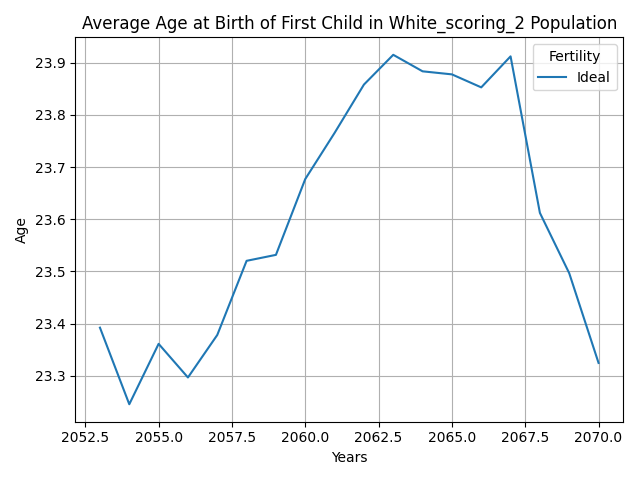 Average Age at Birth of First Child in White_scoring_2 Population
Fertility
Ideal
23.9
23.8
23.7
23.6
23.5
23.4
23.3
Age
2052.5 2055.0 2057.5 2060.0 2062.5 2065.0 2067.5 2070.0
Years